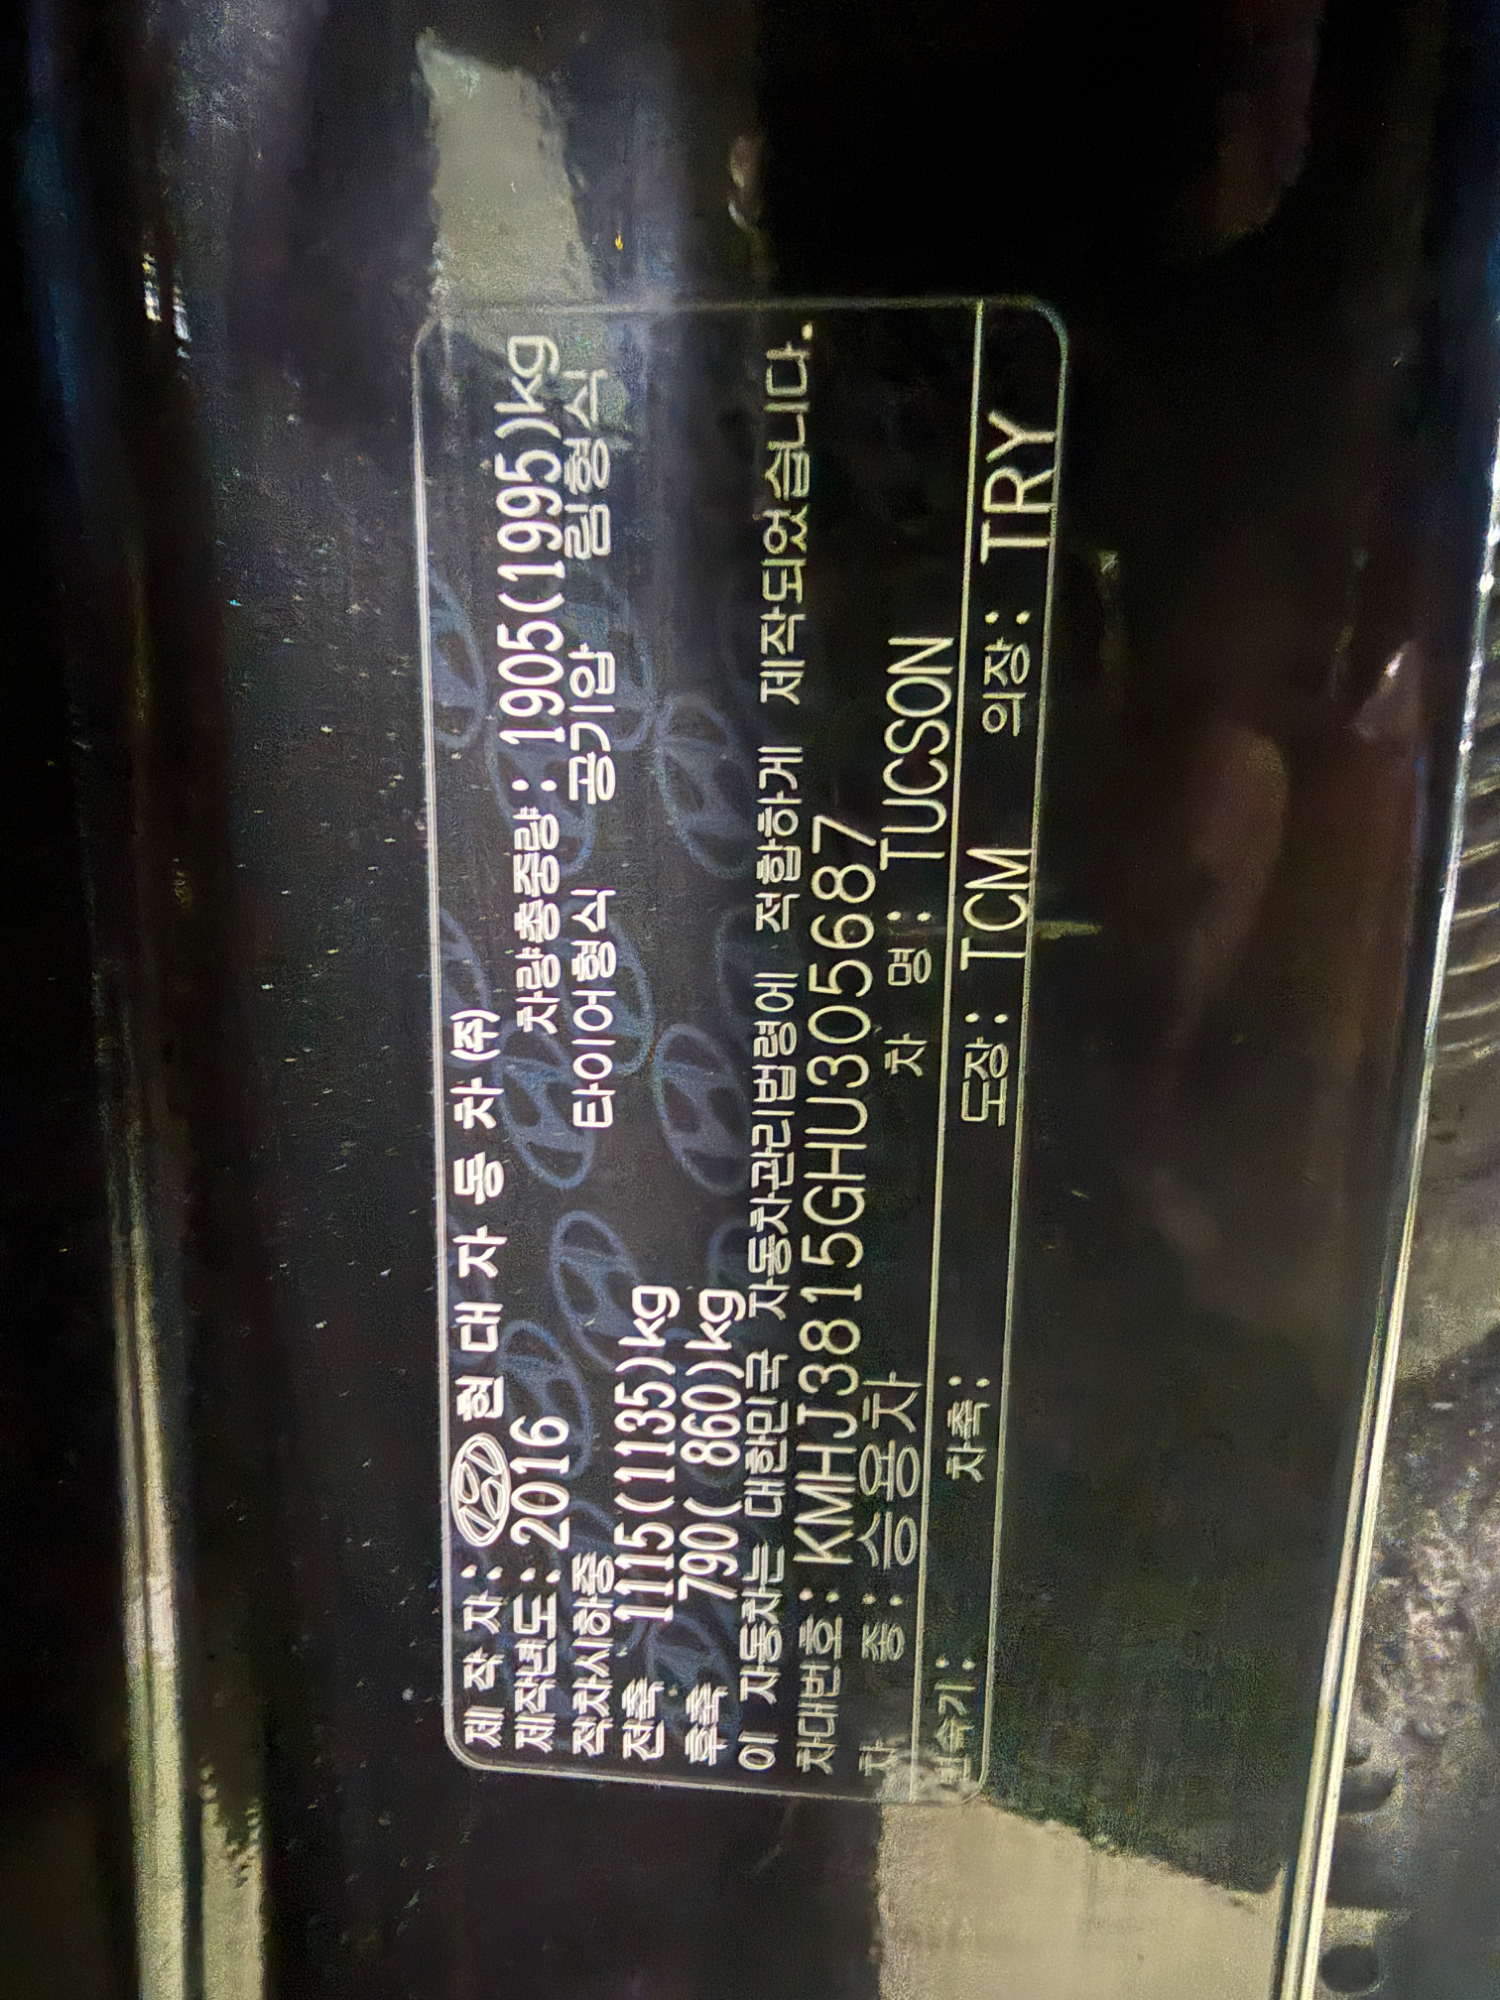 제 작 자: 현 대 자 동 차 (주)
제작년도: 2016 차량총중량: 1905(1995)kg
적차시하중 타이어형식 공기압 림형식
전축 1115(1135)kg
후축 790( 860)kg
이 자동차는 대한민국 자동차관리법령에 적합하게 제작되었습니다.
차대번호: KMHJ3815GHU305687
차 종: 승용차 차 명: TUCSON
변속기: 차축: 도장: TCM 의장: TRY